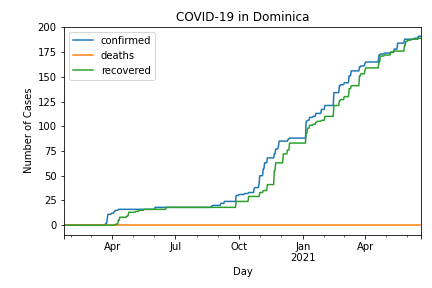 COVID-19 in Dominica
confirmed
deaths
recovered
Number of Cases
200
175
150
125
100
75
50
25
0
Apr
Jul
Oct
Jan
2021
Apr
Day